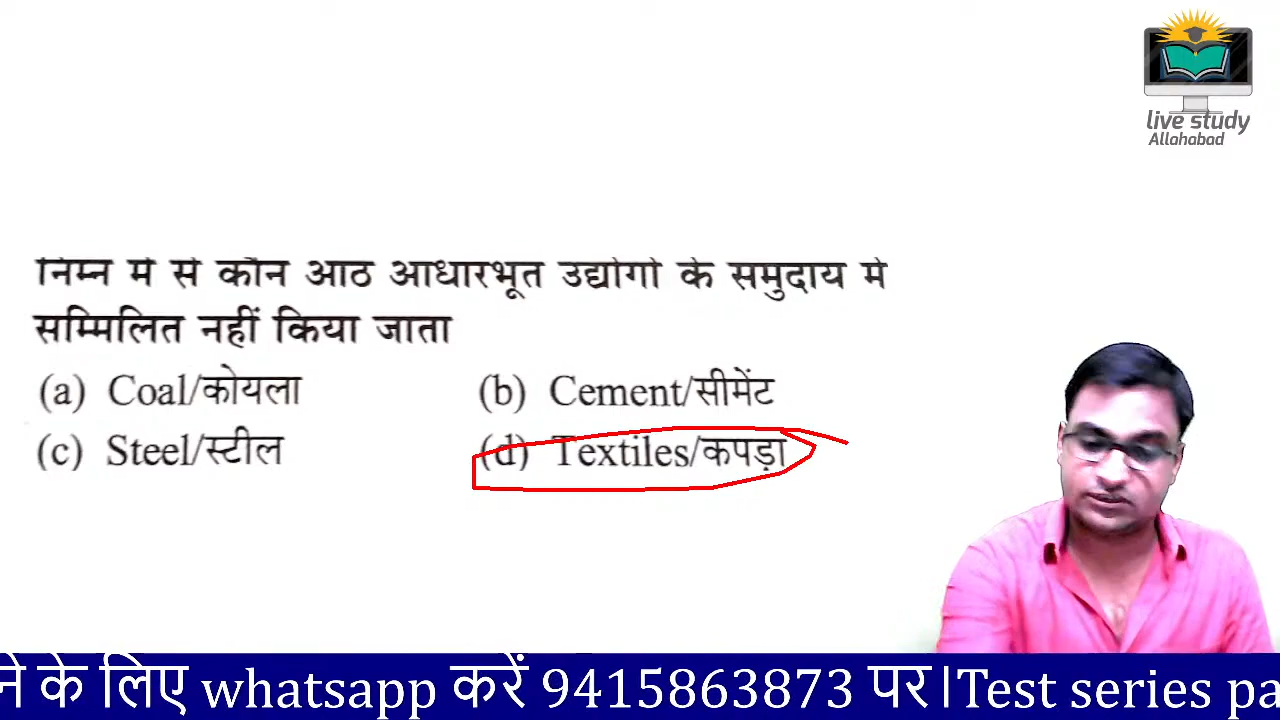 live study
Allahabad
निम्न में से कौन आठ आधारभूत उद्योगों के समुदाय में
सम्मिलित नहीं किया जाता
(a) Coal/कोयला
(b) Cement/सीमेंट
(c) Steel/स्टील
(d) Textiles/कपड़ा
ने के लिए whatsapp करें 9415863873 पर।Test series pa